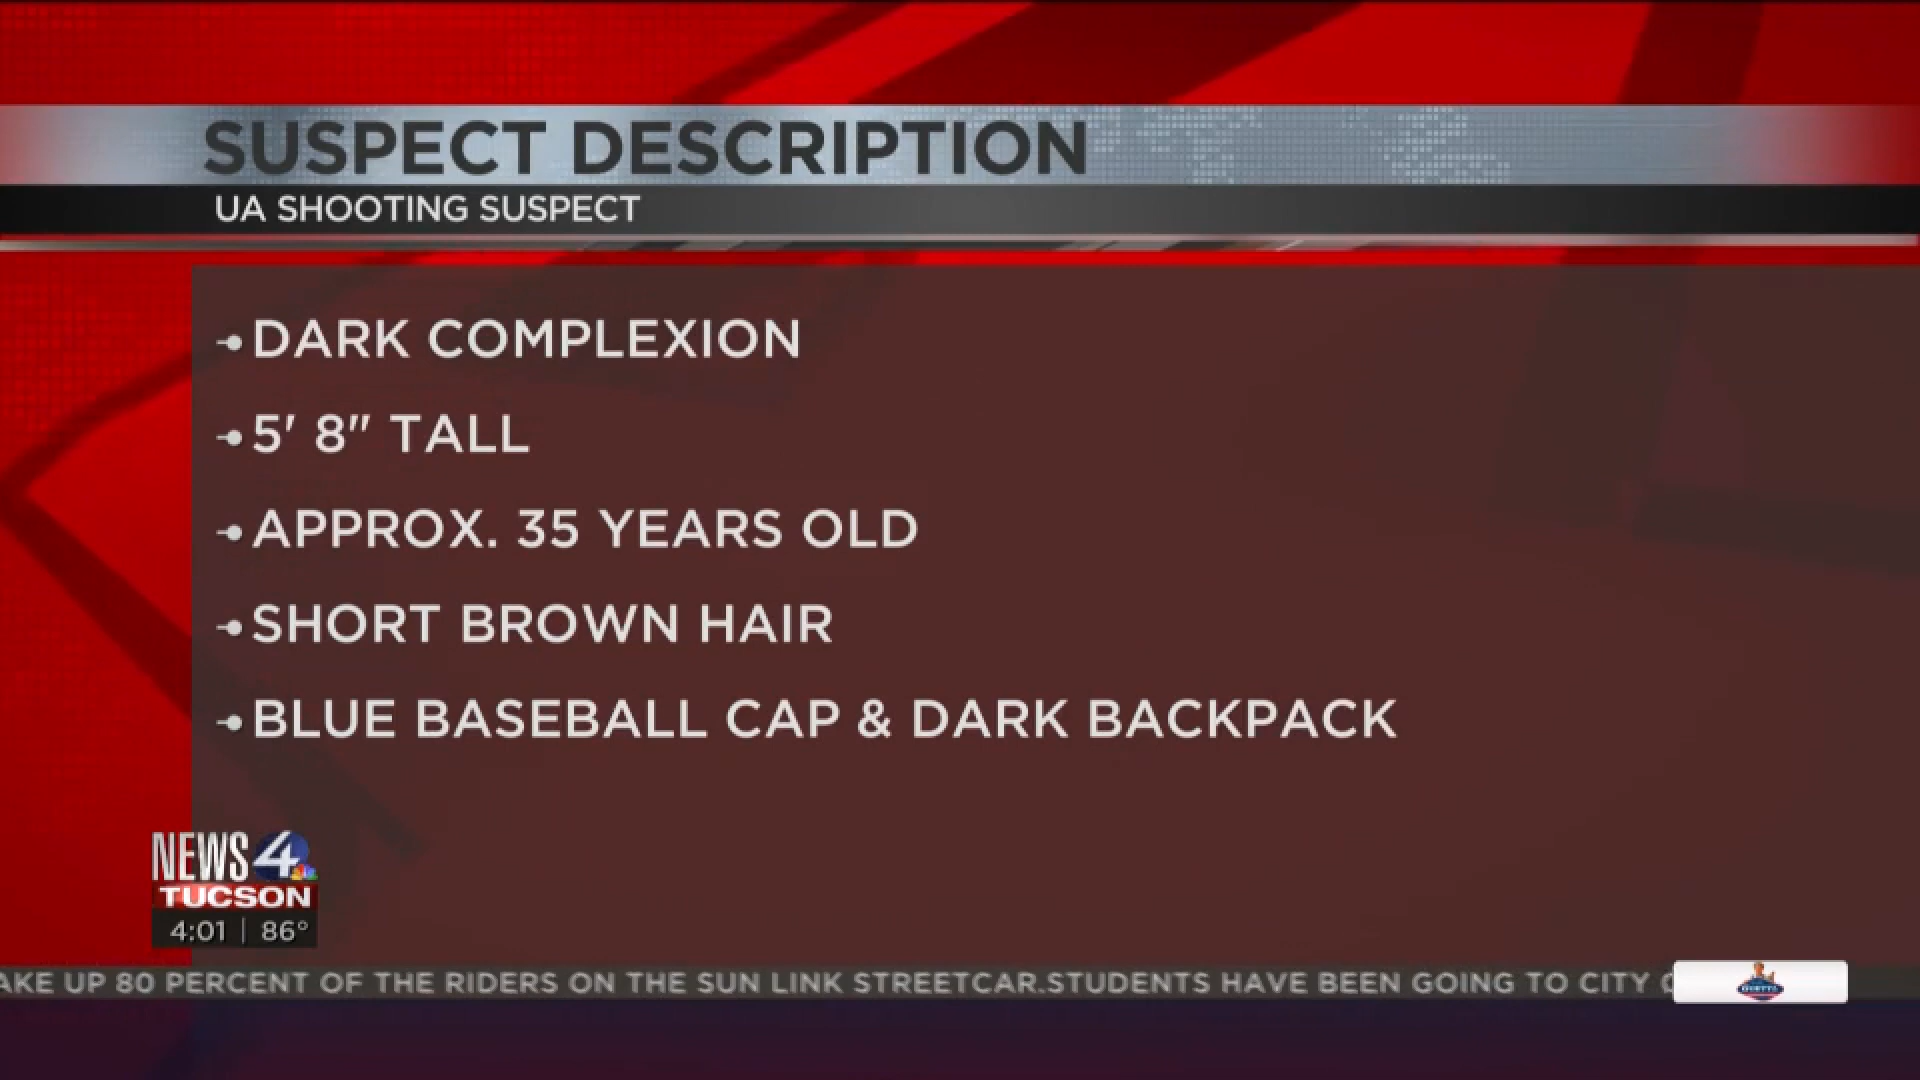 SUSPECT DESCRIPTION
UA SHOOTING SUSPECT
DARK COMPLEXION
5' 8" TALL
APPROX. 35 YEARS OLD
SHORT BROWN HAIR
BLUE BASEBALL CAP & DARK BACKPACK
NEWS 4
TUCSON
4:01 | 86°
AKE UP 80 PERCENT OF THE RIDERS ON THE SUN LINK STREETCAR.STUDENTS HAVE BEEN GOING TO CITY